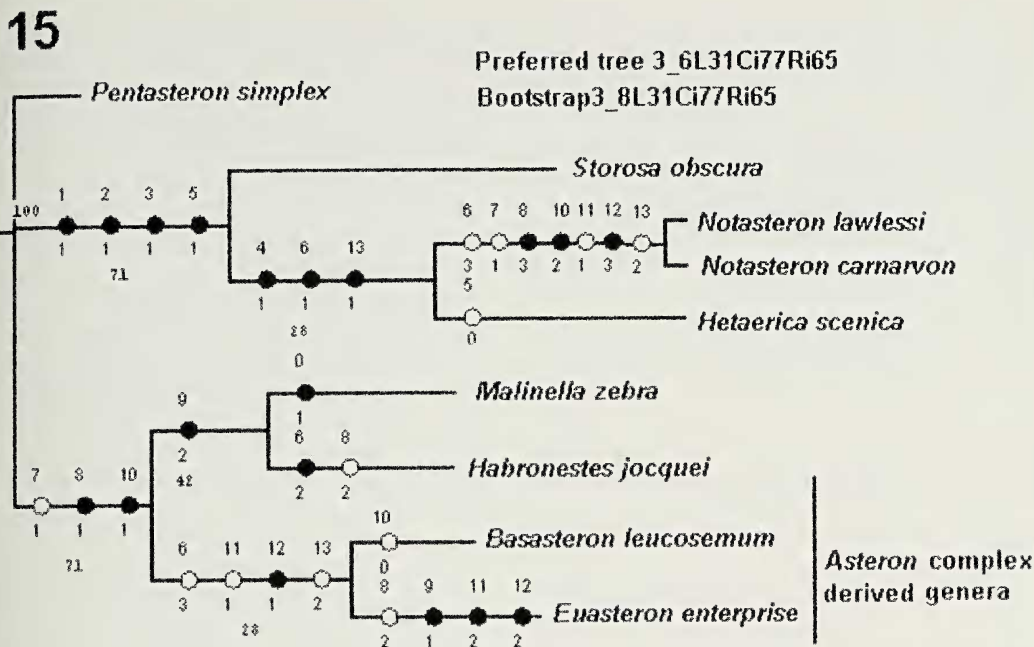 15
Preferred tree 3_6L31Ci77Ri65
Bootstrap3_8L31Ci77Ri65
Pentasteron simplex
Storosa obscura
1 2 3 5
100
1 1 1 1
71
6 7 8 10 11 12 13
Notasteron lawlessi
3 1 3 2 1 3 2
Notasteron carnarvon
4 6 13
1 1 1
28
5
Hetaerica scenica
0
0
Malinella zebra
1
9
2
42
6 8
Habronestes jocquei
2 2
7 8 10
1 1 1
71
10
Basasteron leucosemum
0
6 11 12 13
3 1 1 2
28
8 9 11 12
Euasteron enterprise
2 1 2 2
Asteron complex
derived genera